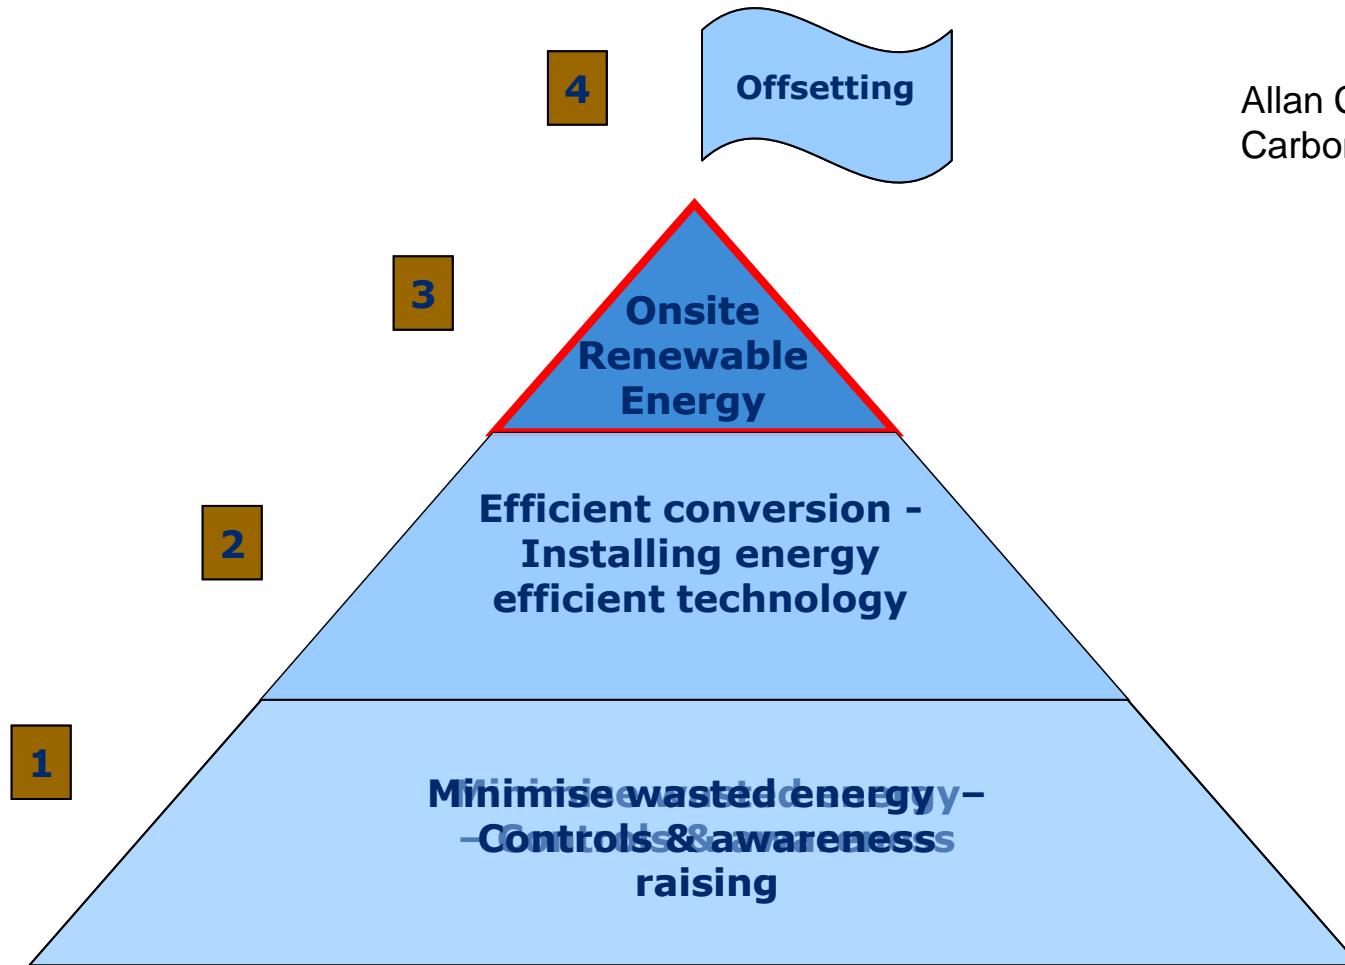 4
Offsetting
Allan
3
Onsite
Renewable
Energy
2
Efficient conversion -
Installing energy
efficient technology
1
Minimise wasted energy –
Controls & awareness
raising